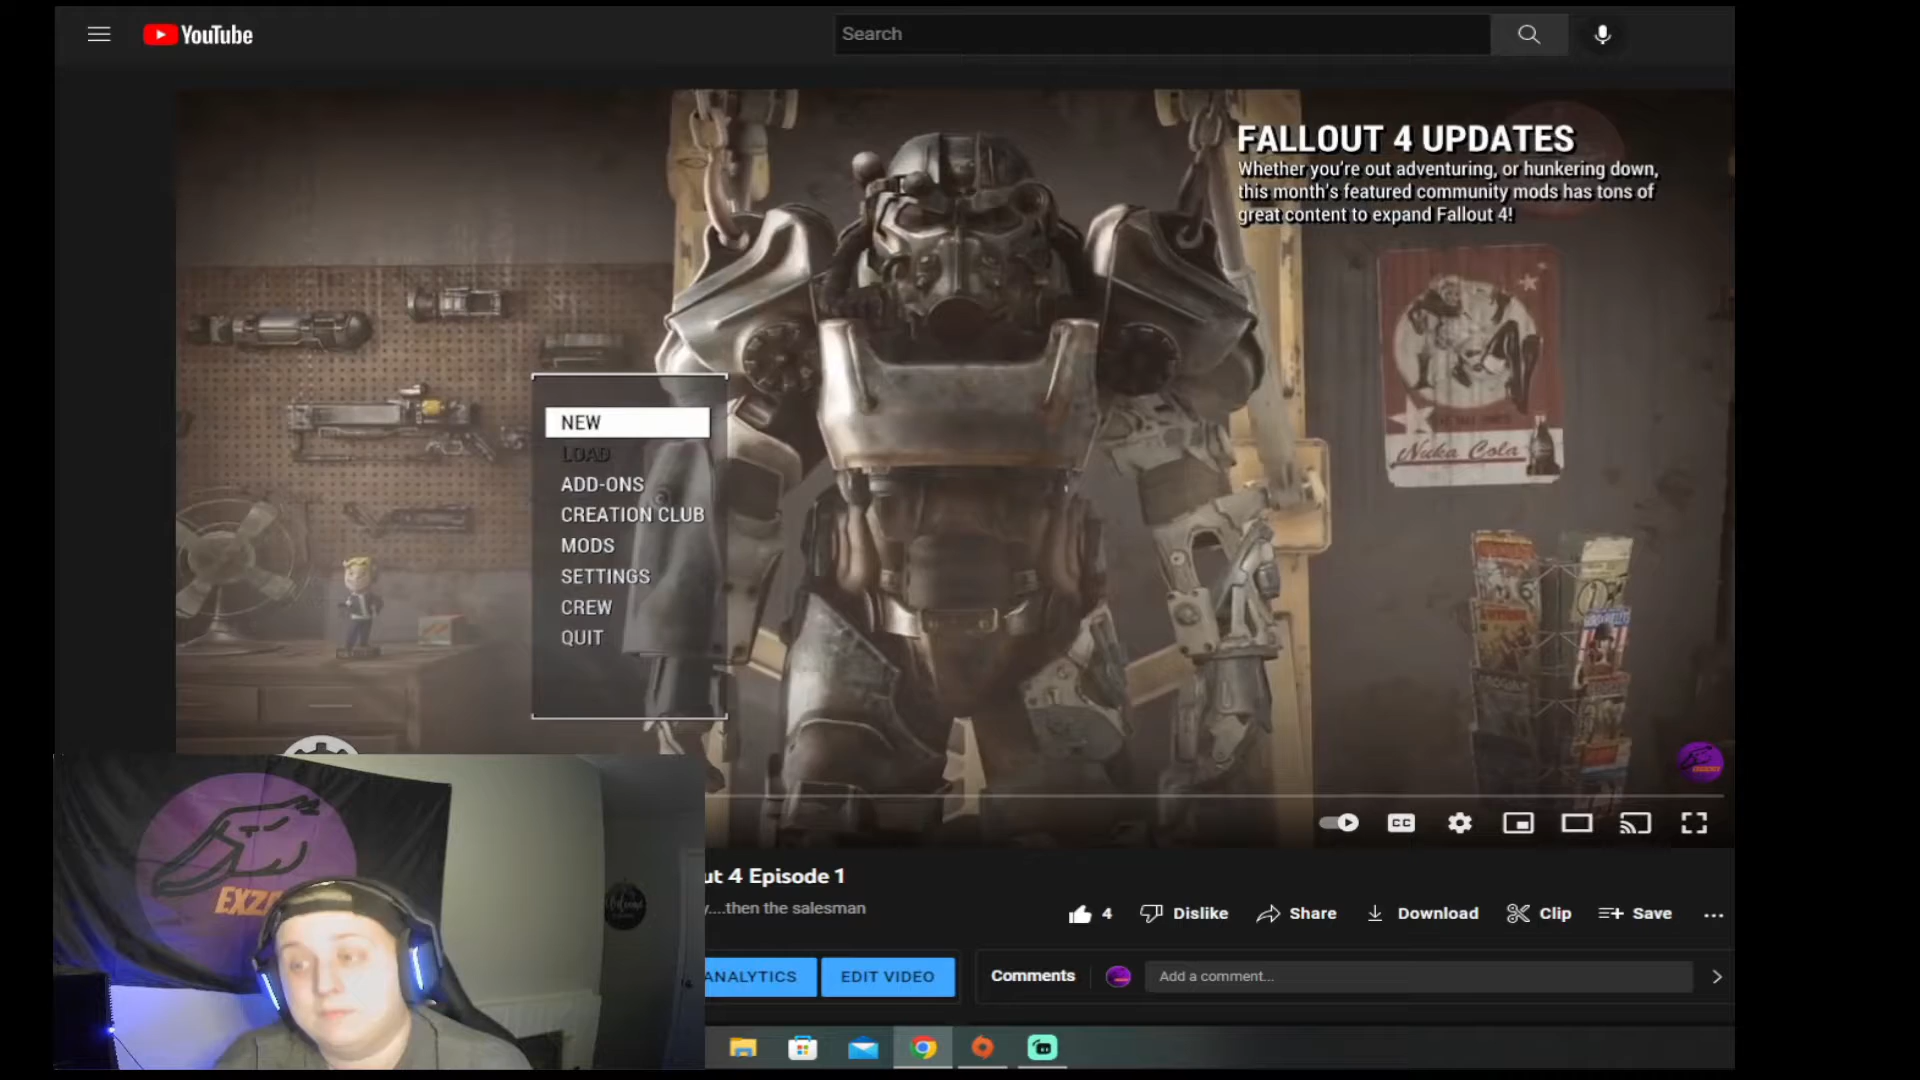 YouTube
Search
FALLOUT 4 UPDATES
Whether you're out adventuring, or hunkering down,
this month's featured community mods has tons of
great content to expand Fallout 4!
NEW
LOAD
ADD-ONS
CREATION CLUB
MODS
SETTINGS
CREW
QUIT
Nuka Cola
CC
ut 4 Episode 1
y....then the salesman
4
Dislike
Share
Download
Clip
Save
ANALYTICS
EDIT VIDEO
Comments
Add a comment...
EXZ
Welcome